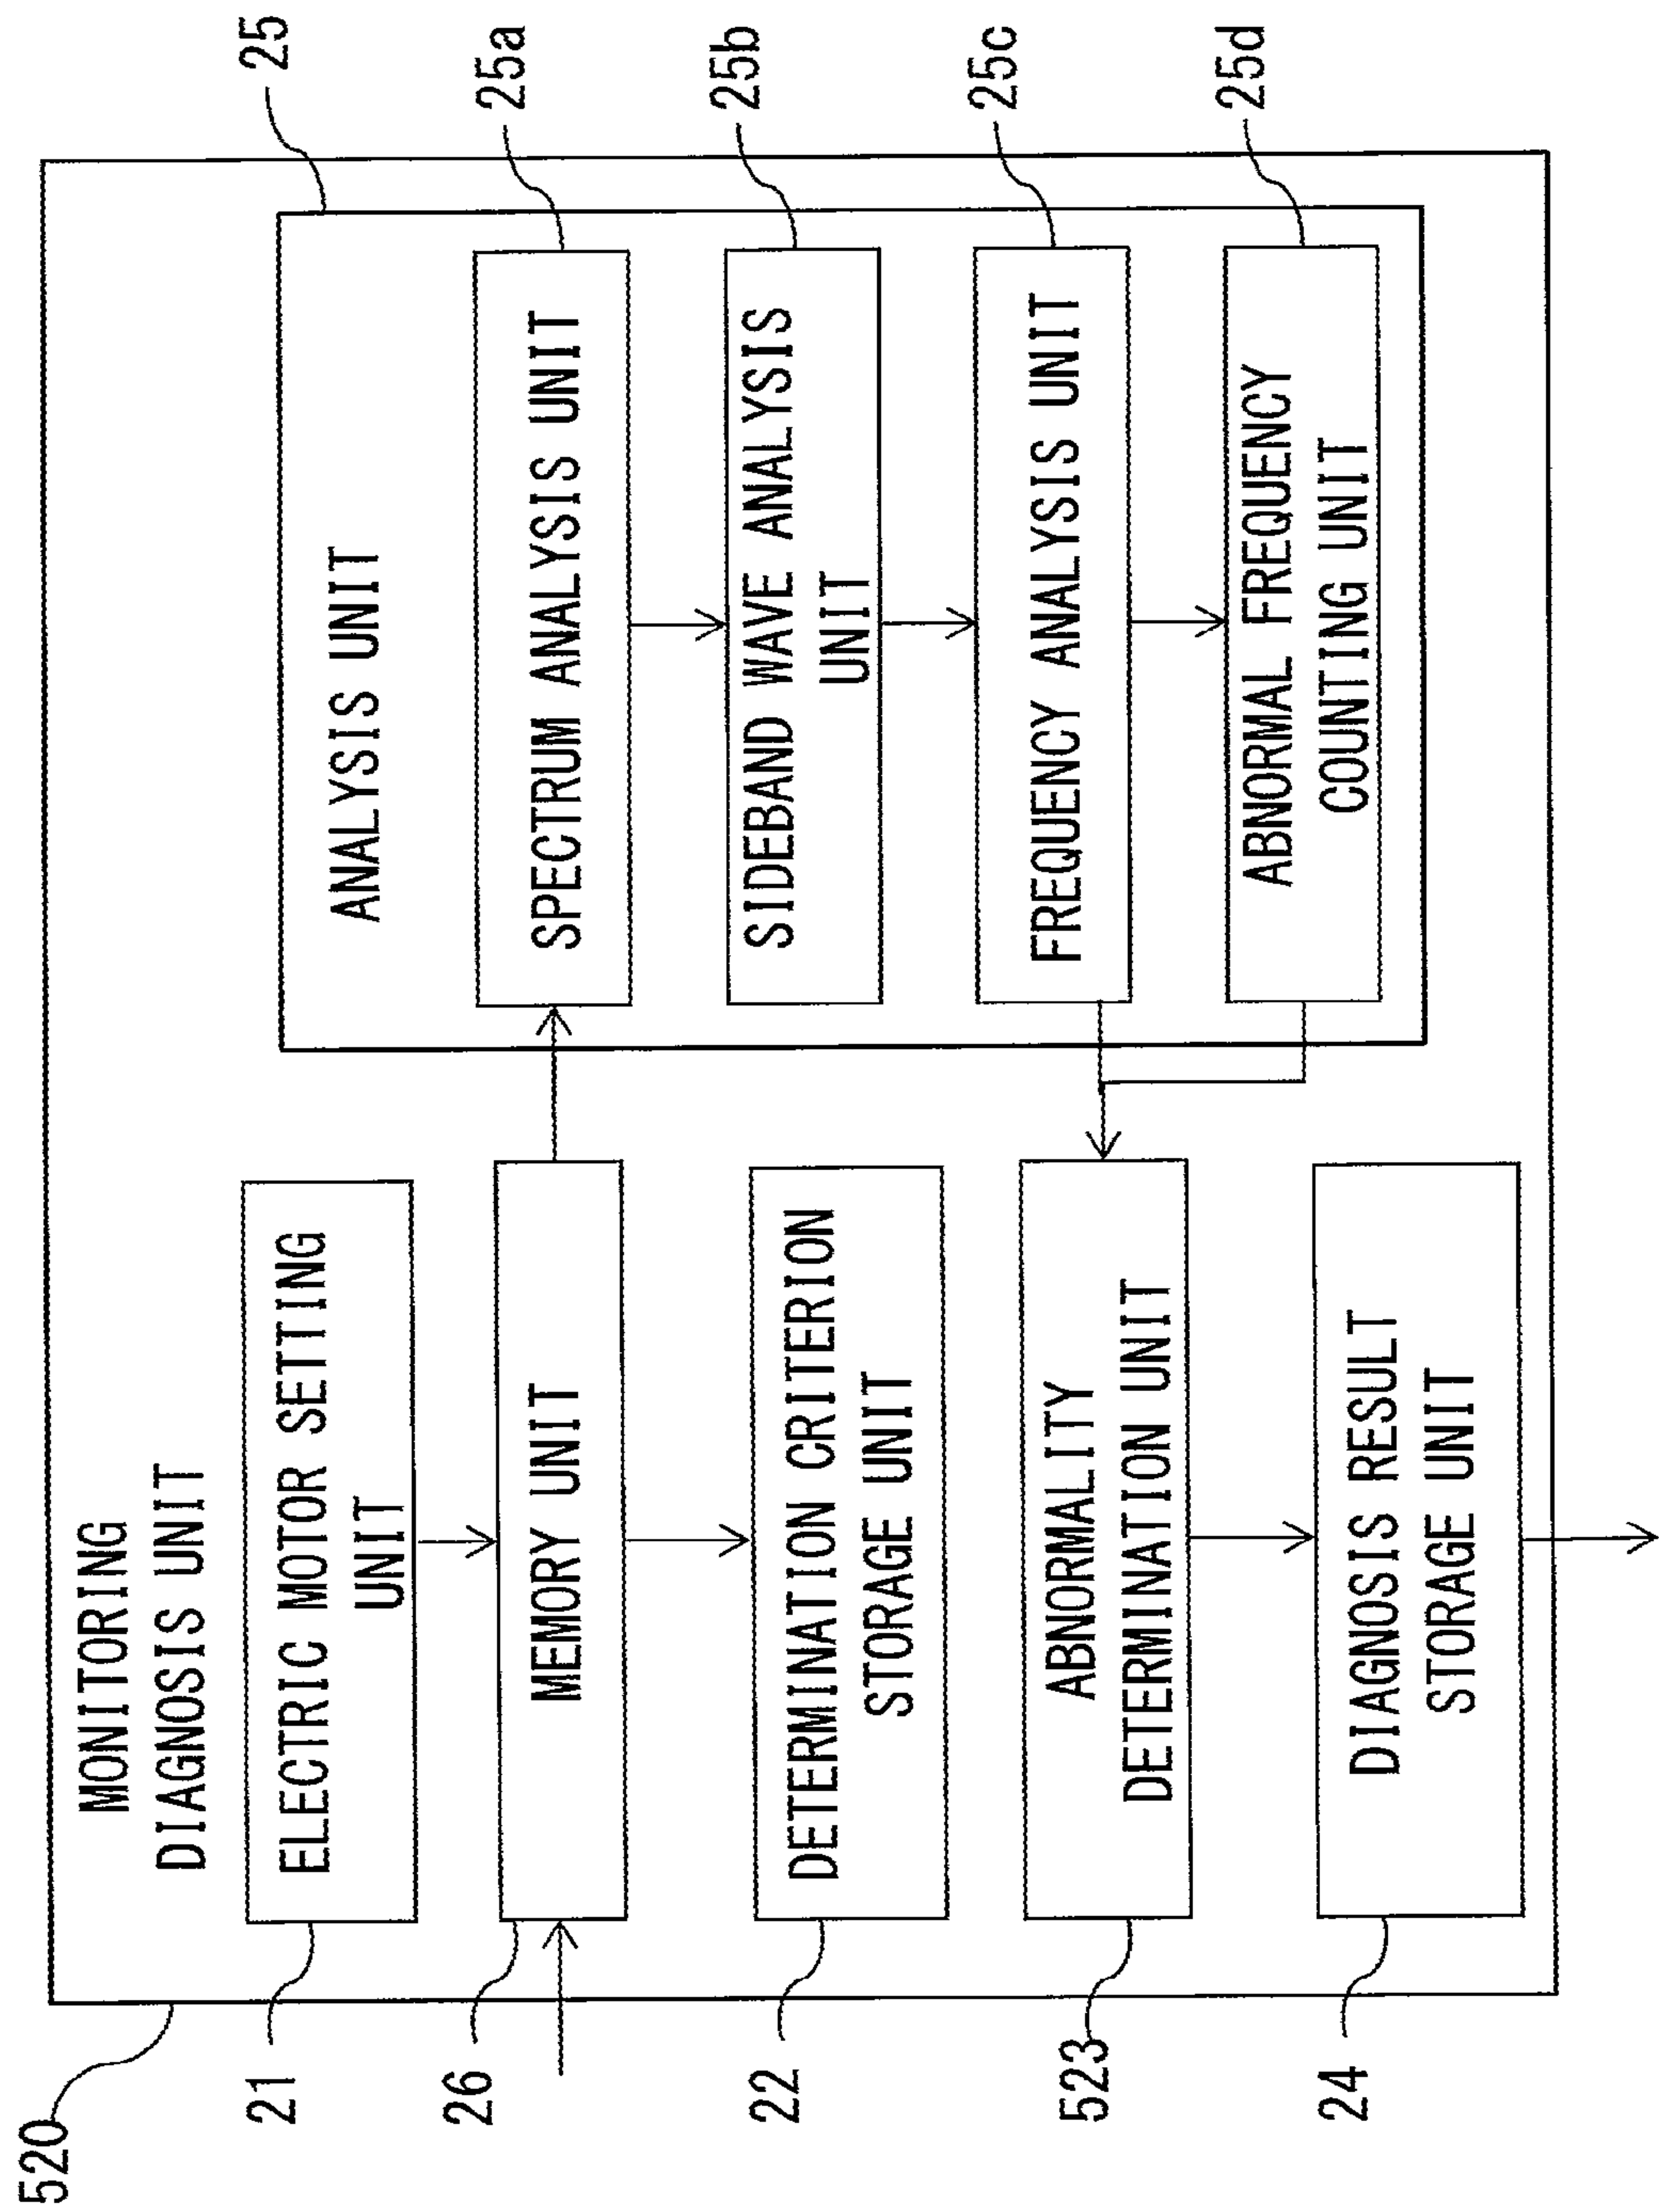 520
MONITORING
DIAGNOSIS UNIT
21
ELECTRIC MOTOR SETTING
UNIT
26
MEMORY UNIT
22
DETERMINATION CRITERION
STORAGE UNIT
523
ABNORMALITY
DETERMINATION UNIT
24
DIAGNOSIS RESULT
STORAGE UNIT
25
ANALYSIS UNIT
25a
SPECTRUM ANALYSIS UNIT
25b
SIDEBAND WAVE ANALYSIS
UNIT
25c
FREQUENCY ANALYSIS UNIT
25d
ABNORMAL FREQUENCY
COUNTING UNIT